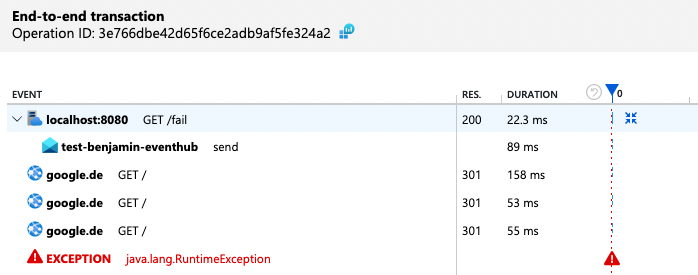 End-to-end transaction
Operation ID: 3e766dbe42d65f6ce2adb9af5fe324a2
EVENT RES. DURATION 0
localhost:8080 GET /fail 200 22.3 ms
test-benjamin-eventhub send 89 ms
google.de GET / 301 158 ms
google.de GET / 301 53 ms
google.de GET / 301 55 ms
EXCEPTION java.lang.RuntimeException